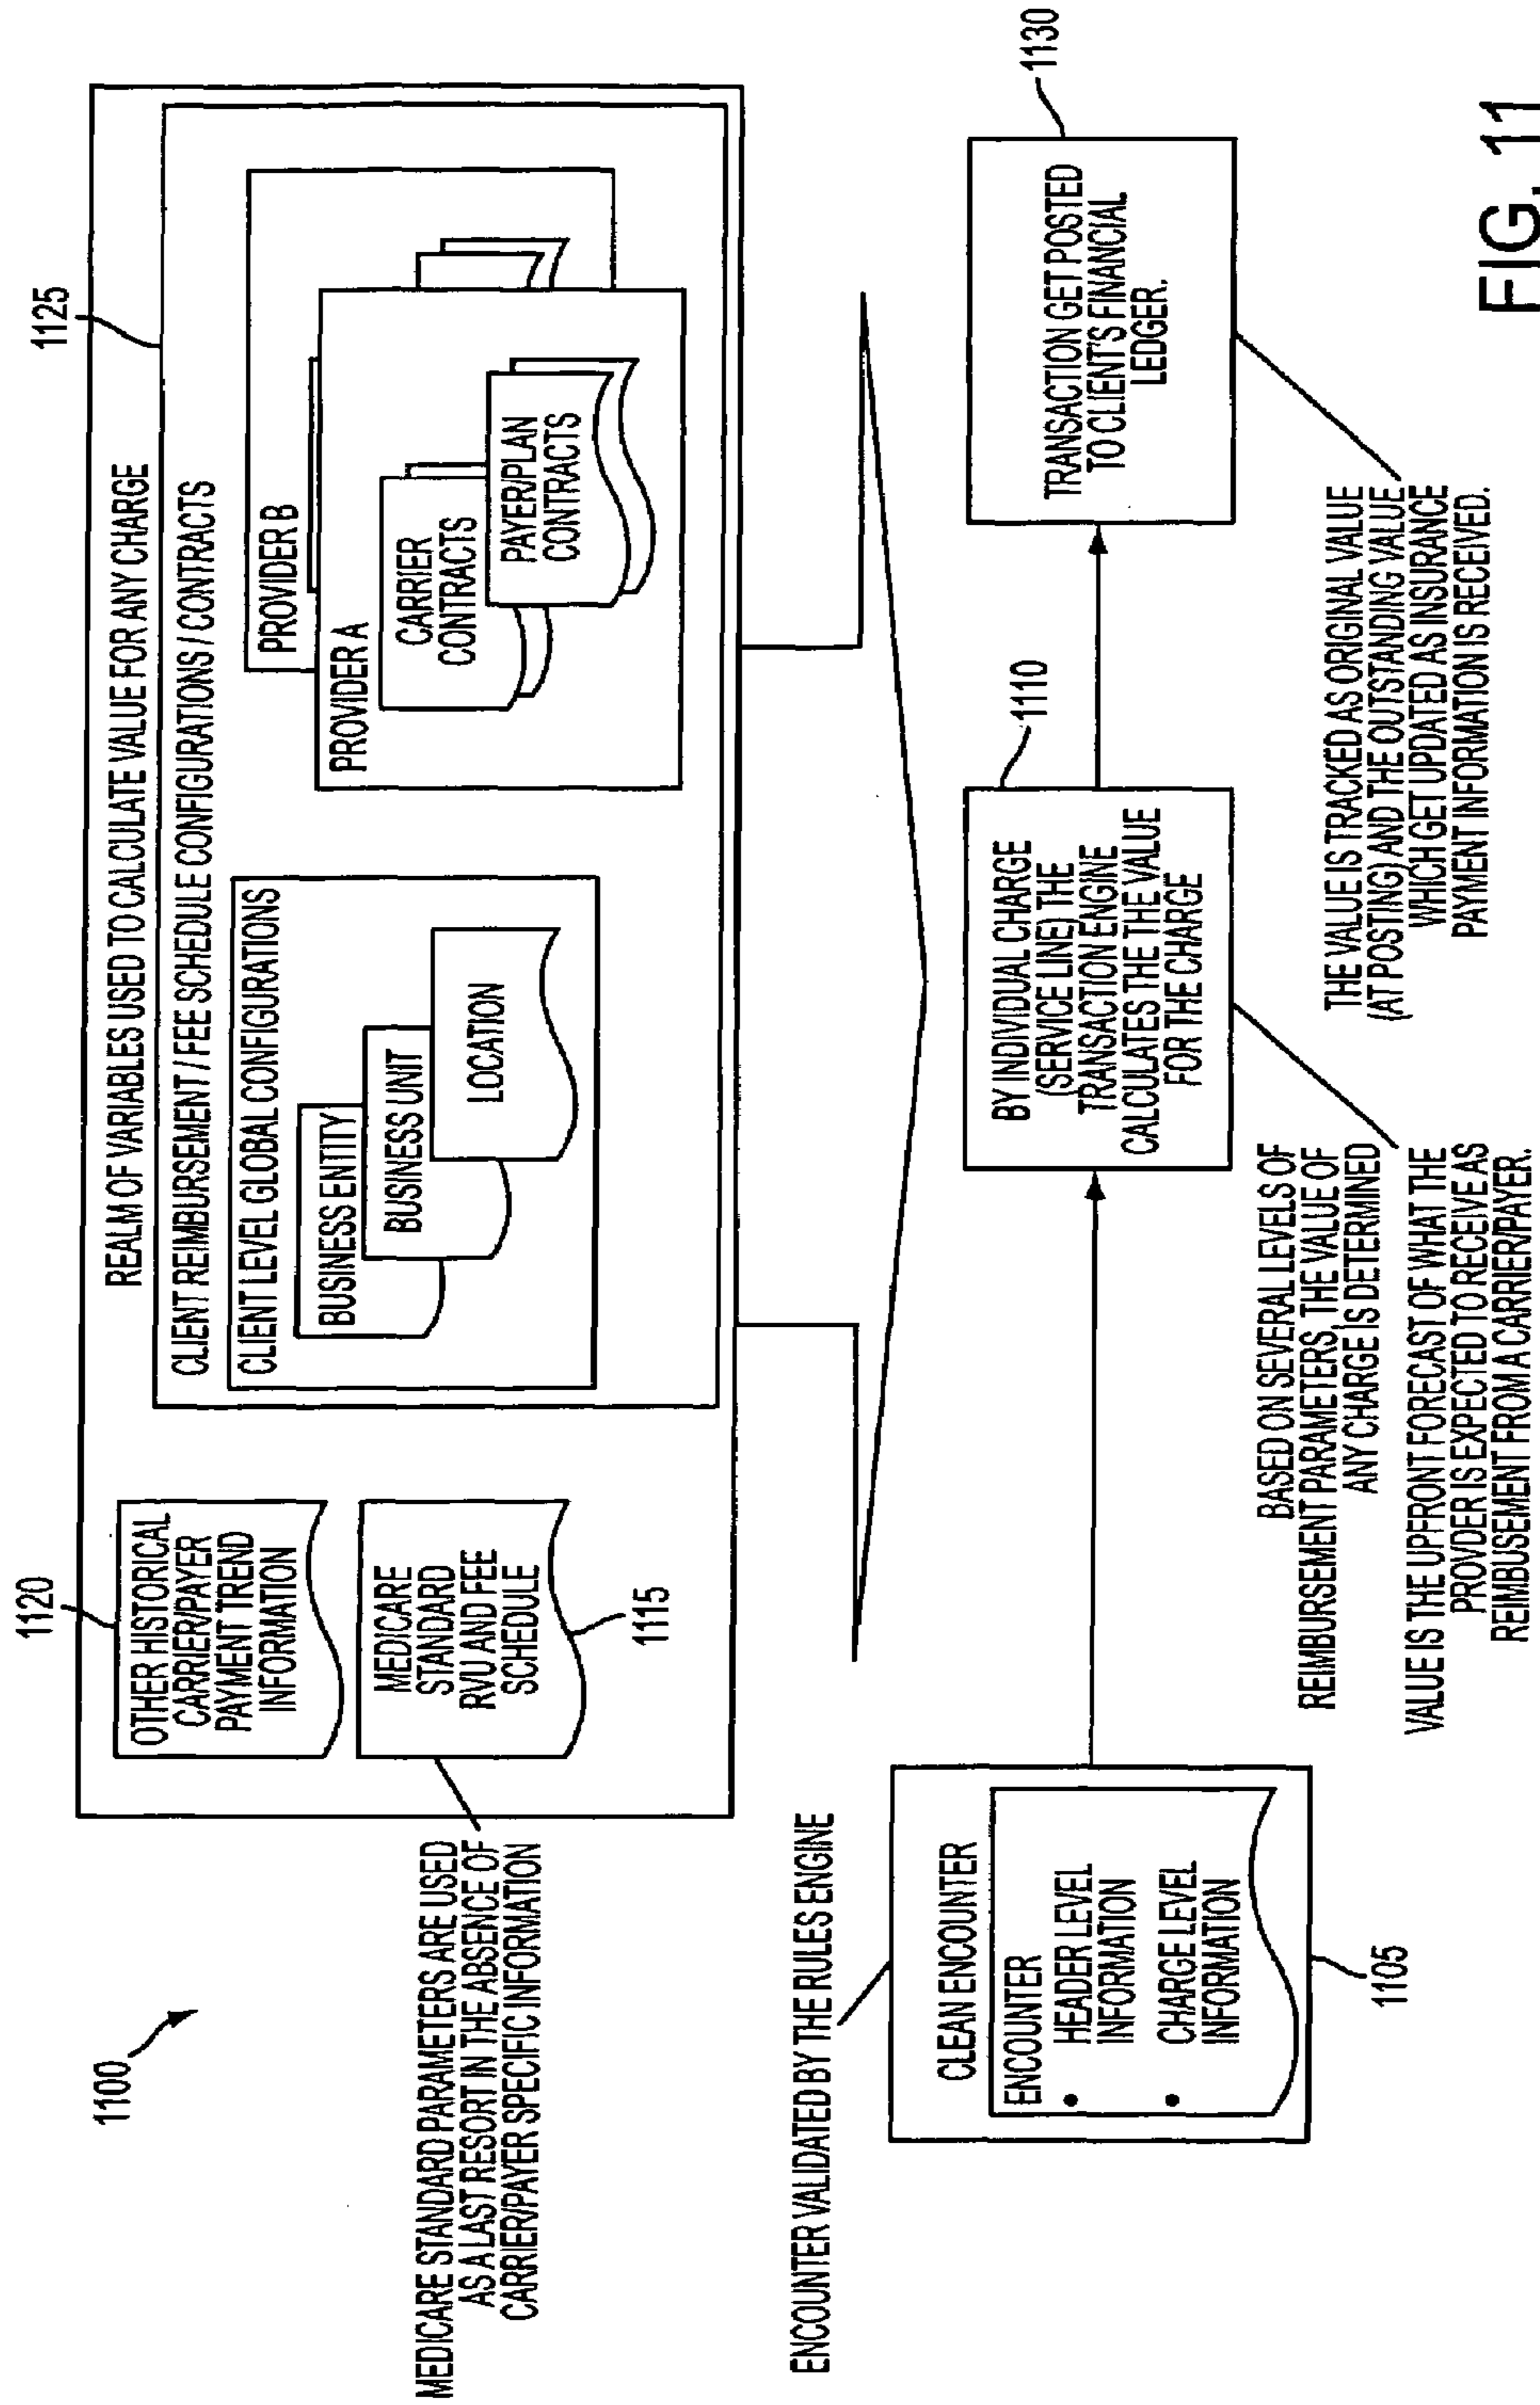 1100
1120
1125
REALM OF VARIABLES USED TO CALCULATE VALUE FOR ANY CHARGE
OTHER HISTORICAL
CARRIER/PAYER
PAYMENT TREND
INFORMATION
MEDICARE
STANDARD
RVU AND FEE
SCHEDULE
1115
MEDICARE STANDARD PARAMETERS ARE USED
AS A LAST RESORT IN THE ABSENCE OF
CARRIER/PAYER SPECIFIC INFORMATION
CLIENT REIMBURSEMENT / FEE SCHEDULE CONFIGURATIONS / CONTRACTS
CLIENT LEVEL GLOBAL CONFIGURATIONS
BUSINESS ENTITY
BUSINESS UNIT
LOCATION
PROVIDER B
PROVIDER A
CARRIER
CONTRACTS
PAYER/PLAN
CONTRACTS
ENCOUNTER VALIDATED BY THE RULES ENGINE
CLEAN ENCOUNTER
ENCOUNTER
• HEADER LEVEL
INFORMATION
• CHARGE LEVEL
INFORMATION
1105
1110
BY INDIVIDUAL CHARGE
(SERVICE LINE) THE
TRANSACTION ENGINE
CALCULATES THE THE VALUE
FOR THE CHARGE
BASED ON SEVERAL LEVELS OF
REIMBURSEMENT PARAMETERS, THE VALUE OF
ANY CHARGE IS DETERMINED
VALUE IS THE UPFRONT FORECAST OF WHAT THE
PROVDER IS EXPECTED TO RECEIVE AS
REIMBUSEMENT FROM A CARRIER/PAYER.
1130
TRANSACTION GET POSTED
TO CLIENT'S FINANCIAL
LEDGER.
THE VALUE IS TRACKED AS ORIGINAL VALUE
(AT POSTING) AND THE OUTSTANDING VALUE
WHICH GET UPDATED AS INSURANCE
PAYMENT INFORMATION IS RECEIVED.
FIG. 11